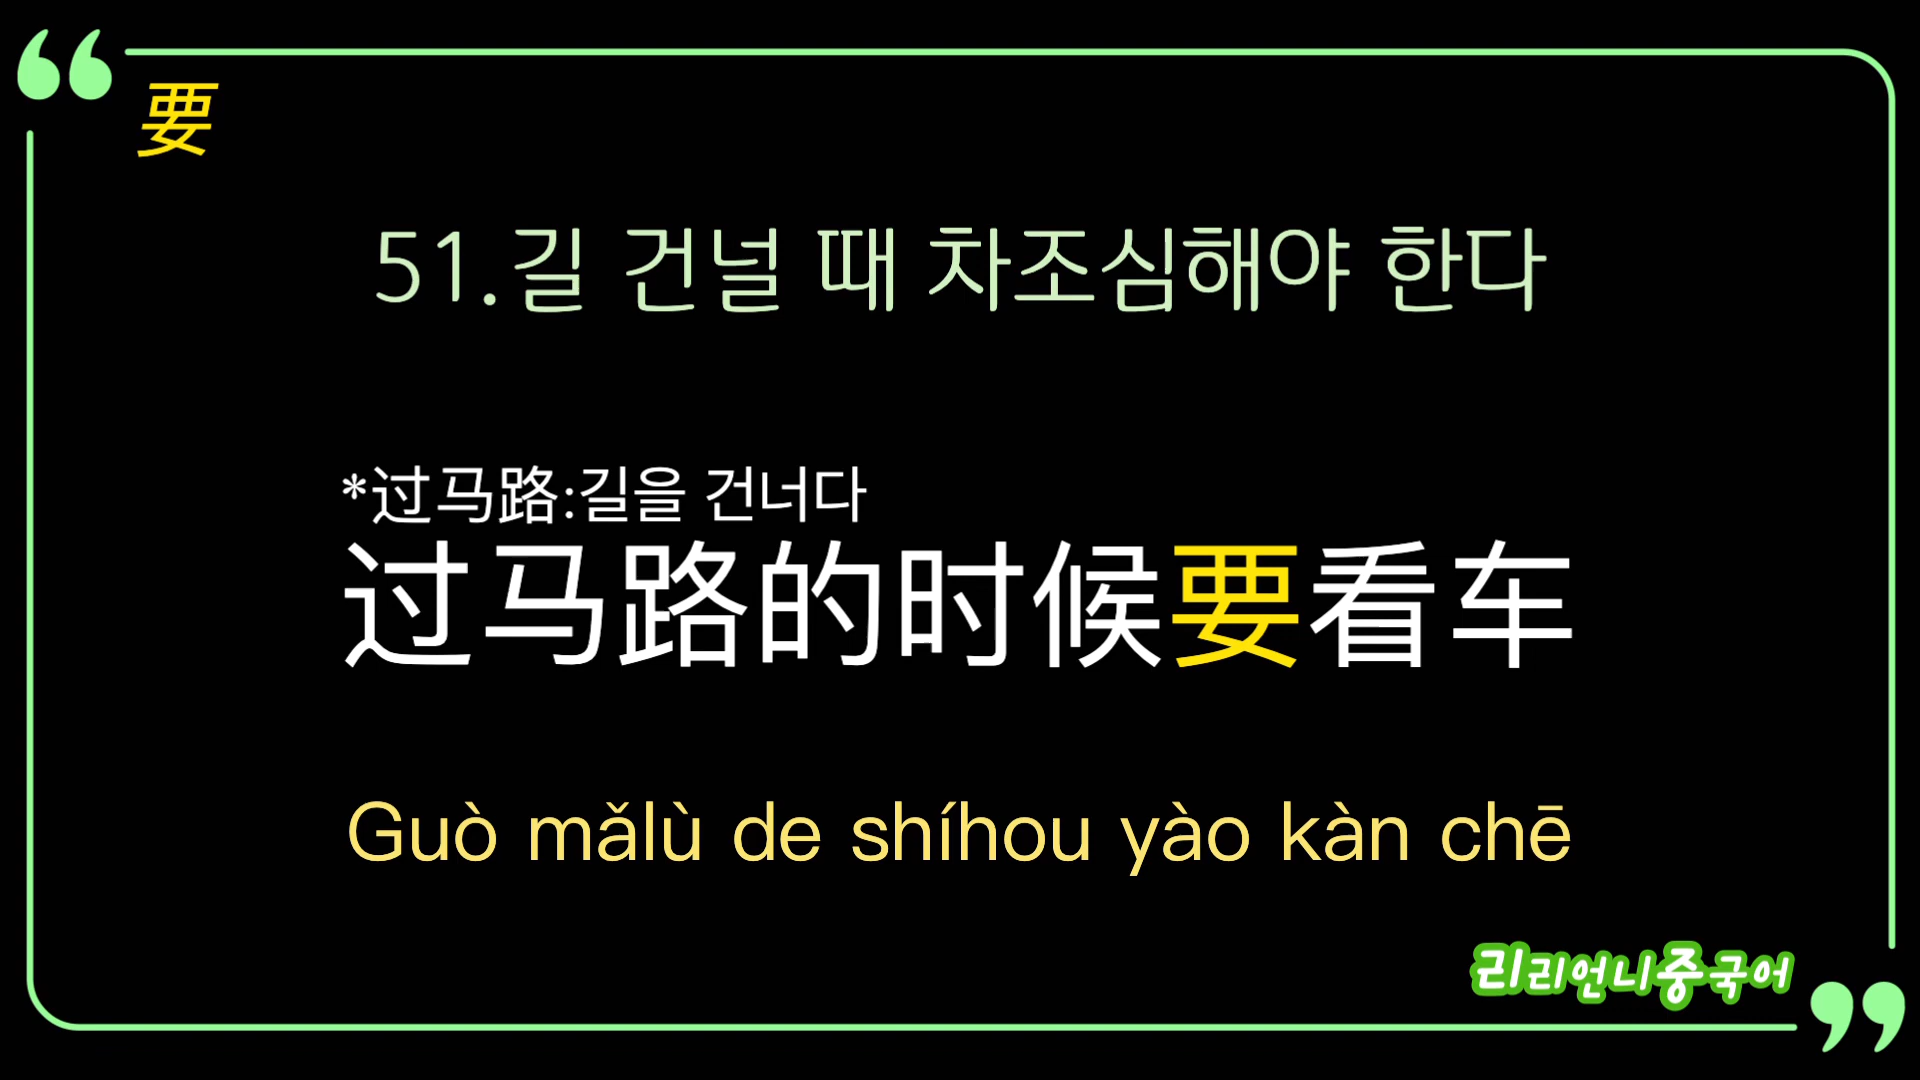 要
51.길 건널 때 차조심해야 한다
*过马路:길을 건너다
过马路的时候要看车
Guò mǎlù de shíhou yào kàn chē
리리언니중국어